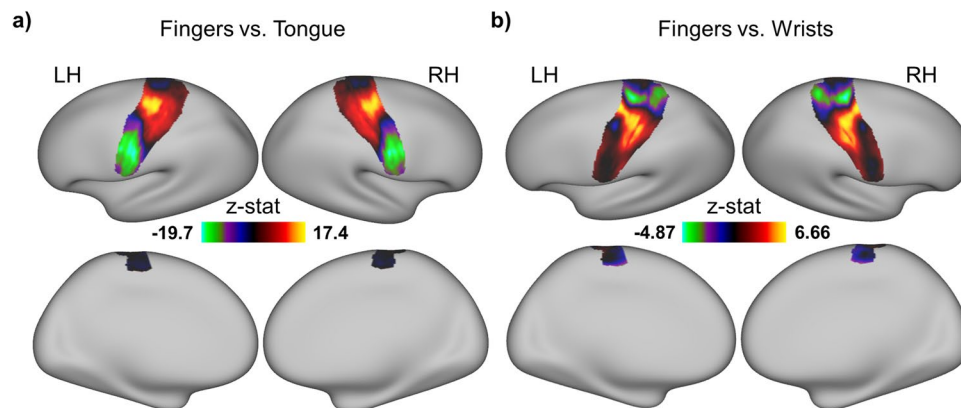 a)
Fingers vs. Tongue
LH
RH
z-stat
-19.7
17.4
b)
Fingers vs. Wrists
LH
RH
z-stat
-4.87
6.66